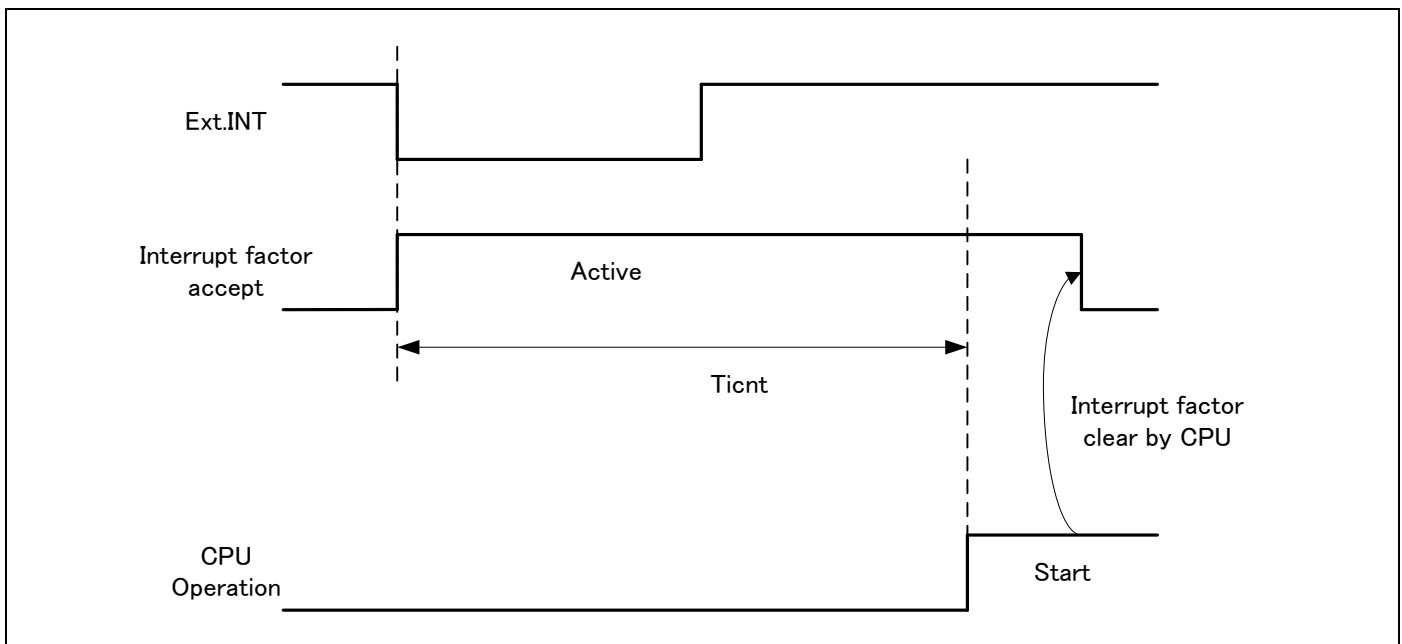 Ext.INT
Interrupt factor
accept
Active
Ticnt
Interrupt factor
clear by CPU
CPU
Operation
Start